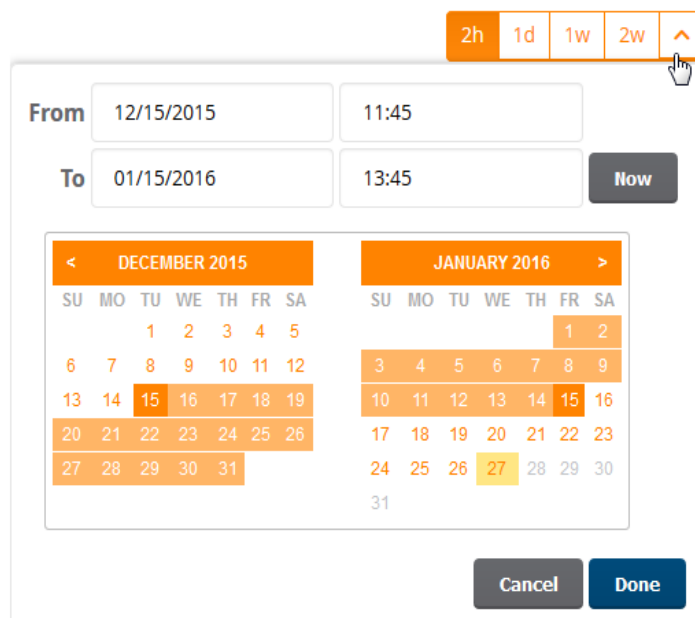 2h 1d 1w 2w
From 12/15/2015 11:45
To 01/15/2016 13:45 Now
< DECEMBER 2015
SU MO TU WE TH FR SA
1 2 3 4 5
6 7 8 9 10 11 12
13 14 15 16 17 18 19
20 21 22 23 24 25 26
27 28 29 30 31
JANUARY 2016 >
SU MO TU WE TH FR SA
1 2
3 4 5 6 7 8 9
10 11 12 13 14 15 16
17 18 19 20 21 22 23
24 25 26 27 28 29 30
31
Cancel Done